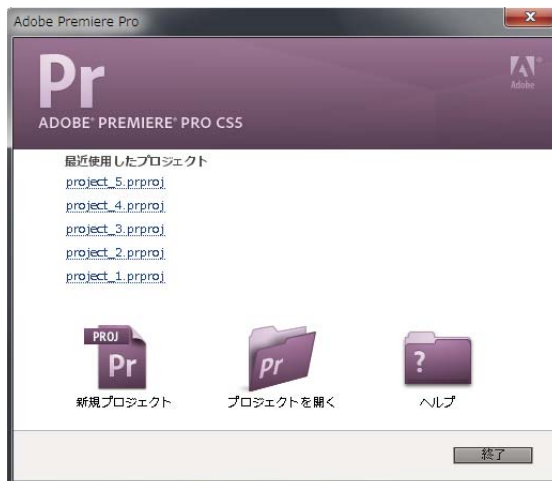 Adobe Premiere Pro
x
Pr
Adobe
ADOBE® PREMIERE® PRO CS5
最近使用したプロジェクト
project_5.prproj
project_4.prproj
project_3.prproj
project_2.prproj
project_1.prproj
PROJ
Pr
Pr
?
新規プロジェクト
プロジェクトを開く
ヘルプ
終了